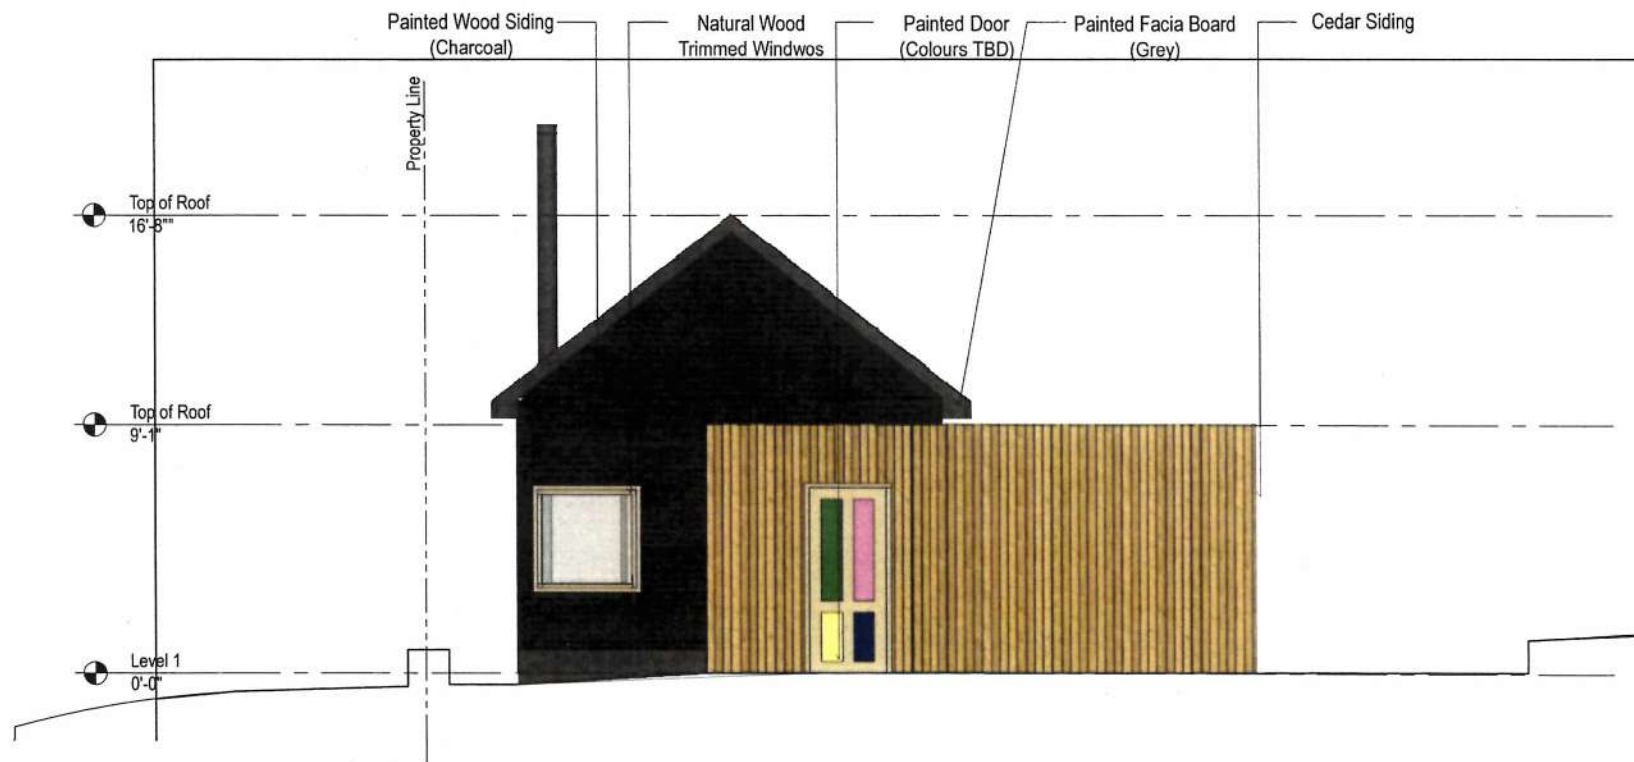 Painted Wood Siding
(Charcoal)
Natural Wood
Trimmed Windwos
Painted Door
(Colours TBD)
Painted Facia Board
(Grey)
Cedar Siding
Property Line
Top of Roof
16'-8""
Top of Roof
9'-1"
Level 1
0'-0"